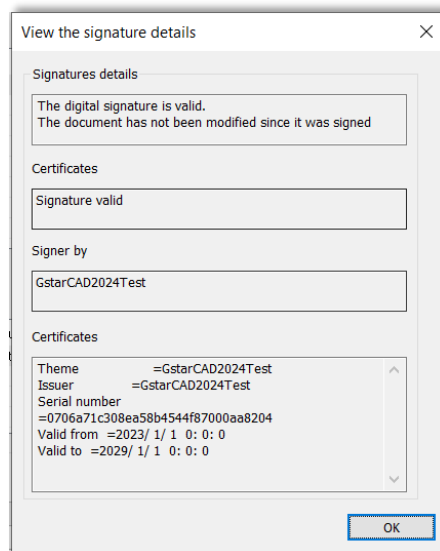 View the signature details
Signatures details
The digital signature is valid.
The document has not been modified since it was signed
Certificates
Signature valid
Signer by
GstarCAD2024Test
Certificates
Theme =GstarCAD2024Test
Issuer =GstarCAD2024Test
Serial number
=0706a71c308ea58b4544f87000aa8204
Valid from =2023/ 1/ 1 0: 0: 0
Valid to =2029/ 1/ 1 0: 0: 0
OK